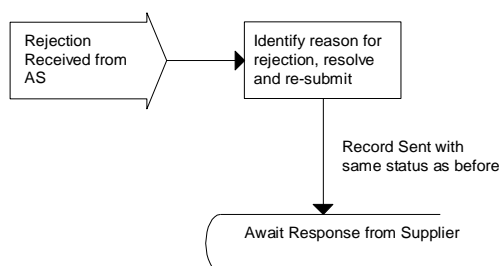 Rejection
Received from
AS
Identify reason for
rejection, resolve
and re-submit
Record Sent with
same status as before
Await Response from Supplier